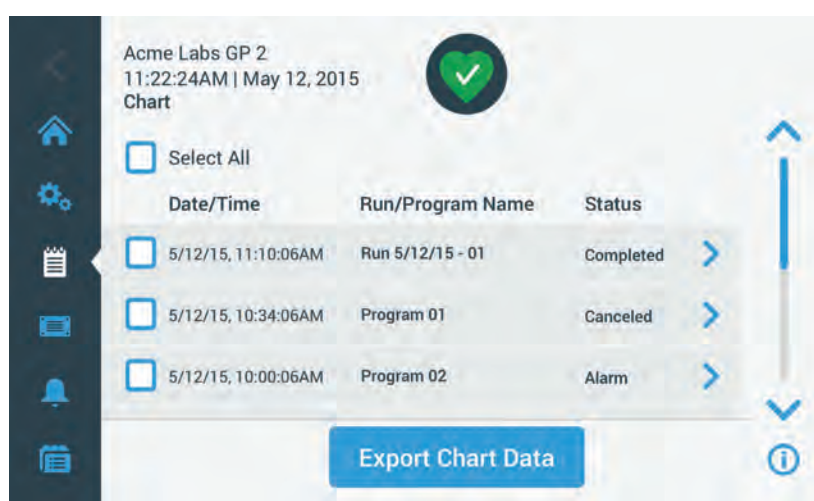 Acme Labs GP 2
11:22:24AM | May 12, 2015
Chart
Select All
Date/Time Run/Program Name Status
5/12/15, 11:10:06AM Run 5/12/15 - 01 Completed
5/12/15, 10:34:06AM Program 01 Canceled
5/12/15, 10:00:06AM Program 02 Alarm
Export Chart Data